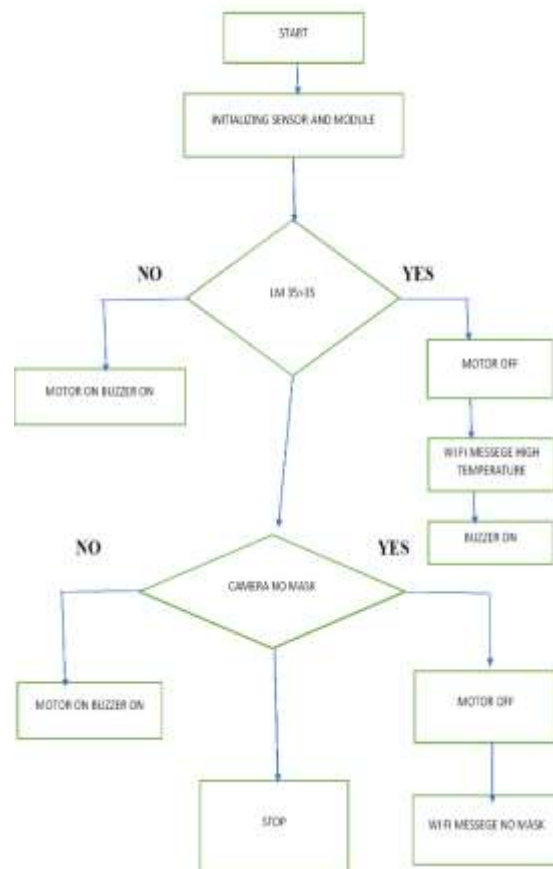 START
INITIALIZING SENSOR AND MODULE
NO
YES
LM 35>35
MOTOR ON BUZZER ON
MOTOR OFF
WIFI MESSEGE HIGH
TEMPERATURE
BUZZER ON
NO
YES
CAMERA NO MASK
MOTOR ON BUZZER ON
MOTOR OFF
STOP
WIFI MESSEGE NO MASK